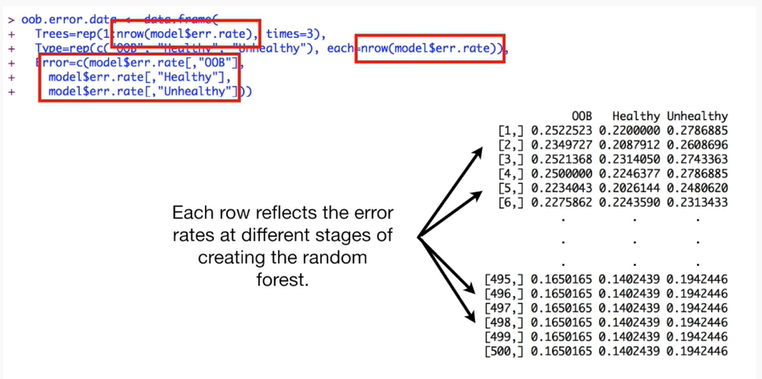 > oob.error.data <- data.frame(
+   Trees=rep(1:nrow(model$err.rate), times=3),
+   Type=rep(c("OOB", "Healthy", "Unhealthy"), each=nrow(model$err.rate)),
+   Error=c(model$err.rate[,"OOB"],
+     model$err.rate[,"Healthy"],
+     model$err.rate[,"Unhealthy"]))
OOB Healthy Unhealthy
[1,] 0.2522523 0.2200000 0.2786885
[2,] 0.2349727 0.2087912 0.2608696
[3,] 0.2521368 0.2314050 0.2743363
[4,] 0.2500000 0.2246377 0.2786885
[5,] 0.2234043 0.2026144 0.2480620
[6,] 0.2275862 0.2243590 0.2313433
. . .
. . .
. . .
[495,] 0.1650165 0.1402439 0.1942446
[496,] 0.1650165 0.1402439 0.1942446
[497,] 0.1650165 0.1402439 0.1942446
[498,] 0.1650165 0.1402439 0.1942446
[499,] 0.1650165 0.1402439 0.1942446
[500,] 0.1650165 0.1402439 0.1942446
Each row reflects the error
rates at different stages of
creating the random
forest.